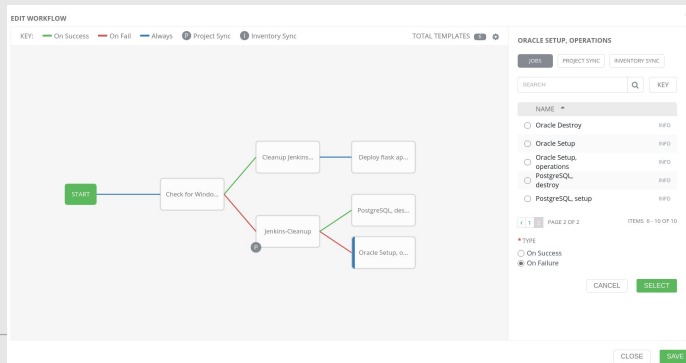 EDIT WORKFLOW
KEY: On Success On Fail Always P Project Sync I Inventory Sync TOTAL TEMPLATES
ORACLE SETUP, OPERATIONS
JOBS PROJECT SYNC INVENTORY SYNC
SEARCH KEY
NAME
Oracle Destroy INFO
Oracle Setup INFO
Oracle Setup,
operations INFO
PostgreSQL,
destroy INFO
PostgreSQL, setup INFO
PAGE 2 OF 2 ITEMS 6 - 10 OF 10
* TYPE
On Success
On Failure
CANCEL SELECT
START
Check for Windo...
Cleanup Jenkins...
Deploy flask ap...
Jenkins-Cleanup
P
PostgreSQL, des...
Oracle Setup, o...
CLOSE SAVE